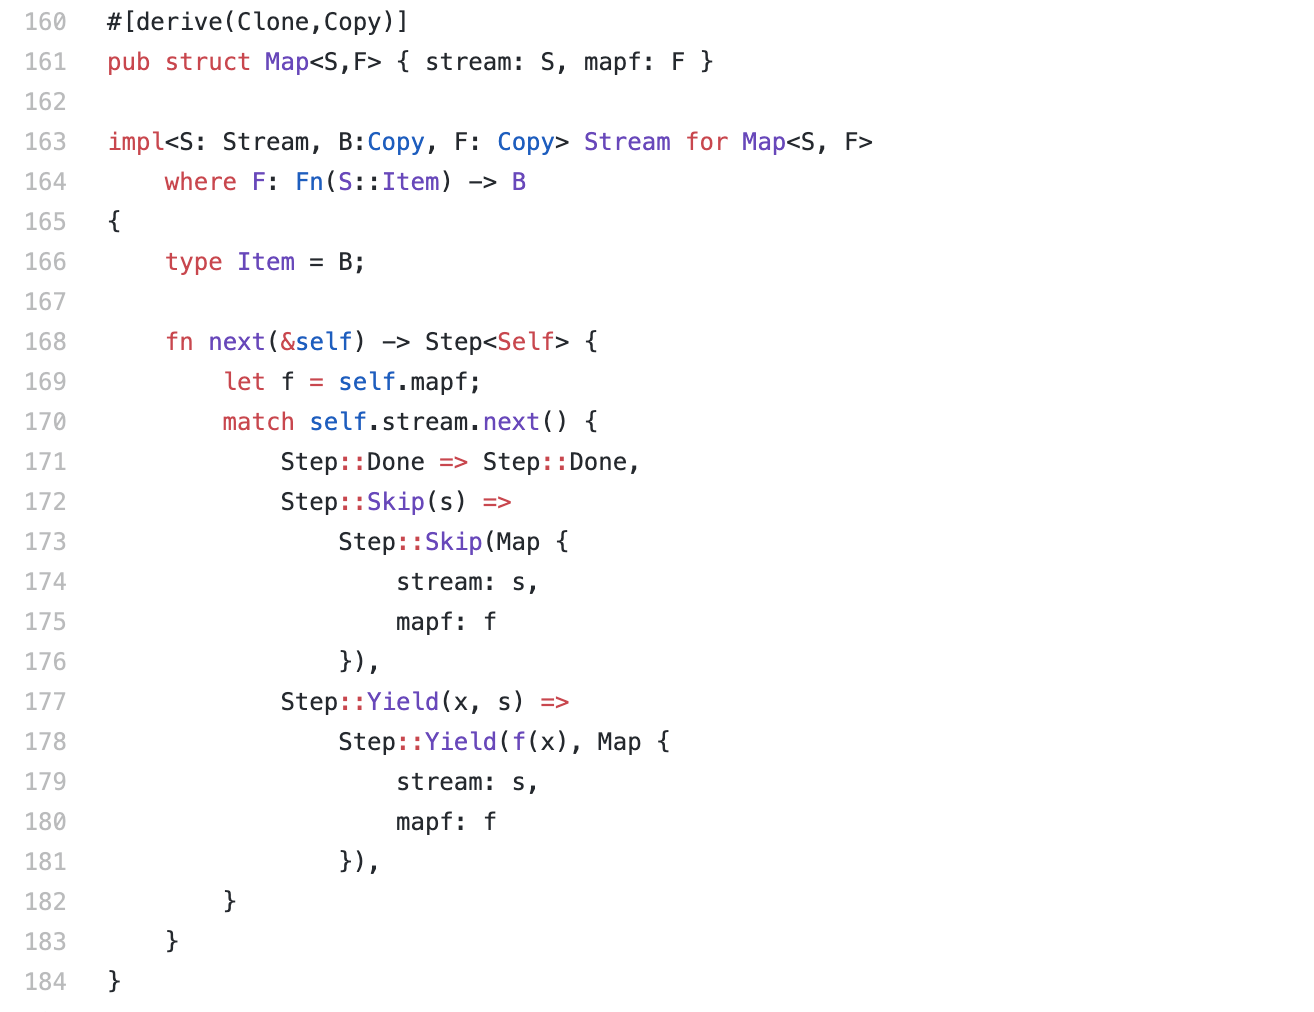 160 #[derive(Clone,Copy)]
161 pub struct Map<S,F> { stream: S, mapf: F }
162
163 impl<S: Stream, B:Copy, F: Copy> Stream for Map<S, F>
164     where F: Fn(S::Item) -> B
165 {
166     type Item = B;
167
168     fn next(&self) -> Step<Self> {
169         let f = self.mapf;
170         match self.stream.next() {
171             Step::Done => Step::Done,
172             Step::Skip(s) =>
173                 Step::Skip(Map {
174                     stream: s,
175                     mapf: f
176                 }),
177             Step::Yield(x, s) =>
178                 Step::Yield(f(x), Map {
179                     stream: s,
180                     mapf: f
181                 }),
182         }
183     }
184 }